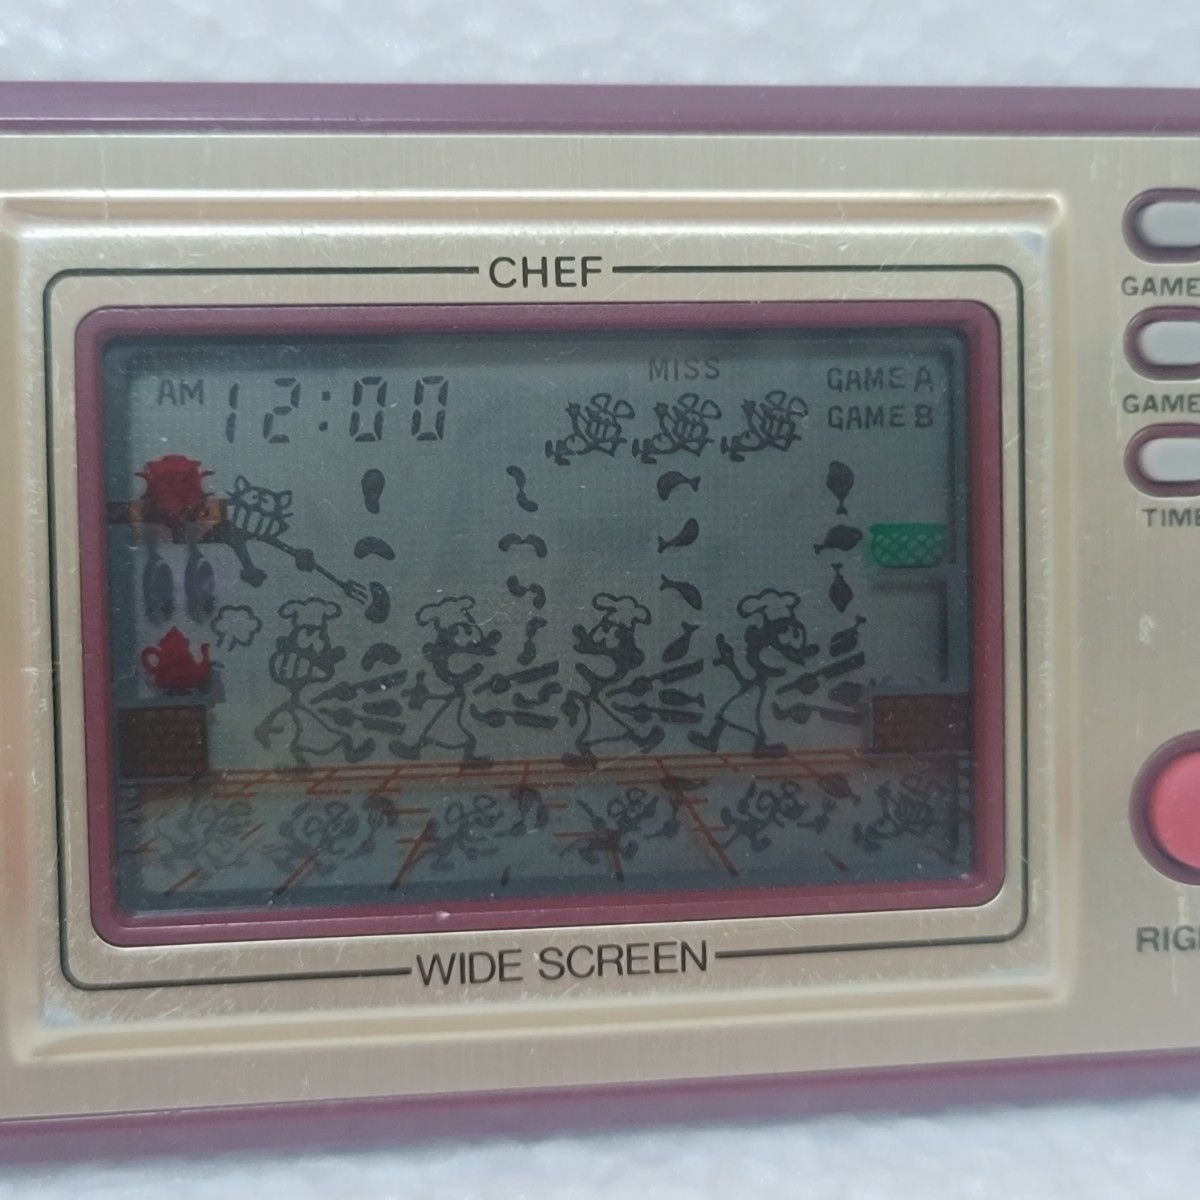 CHEF
AM 12:00
MISS
GAME A
GAME B
WIDE SCREEN
GAME
GAME
TIME
RIG